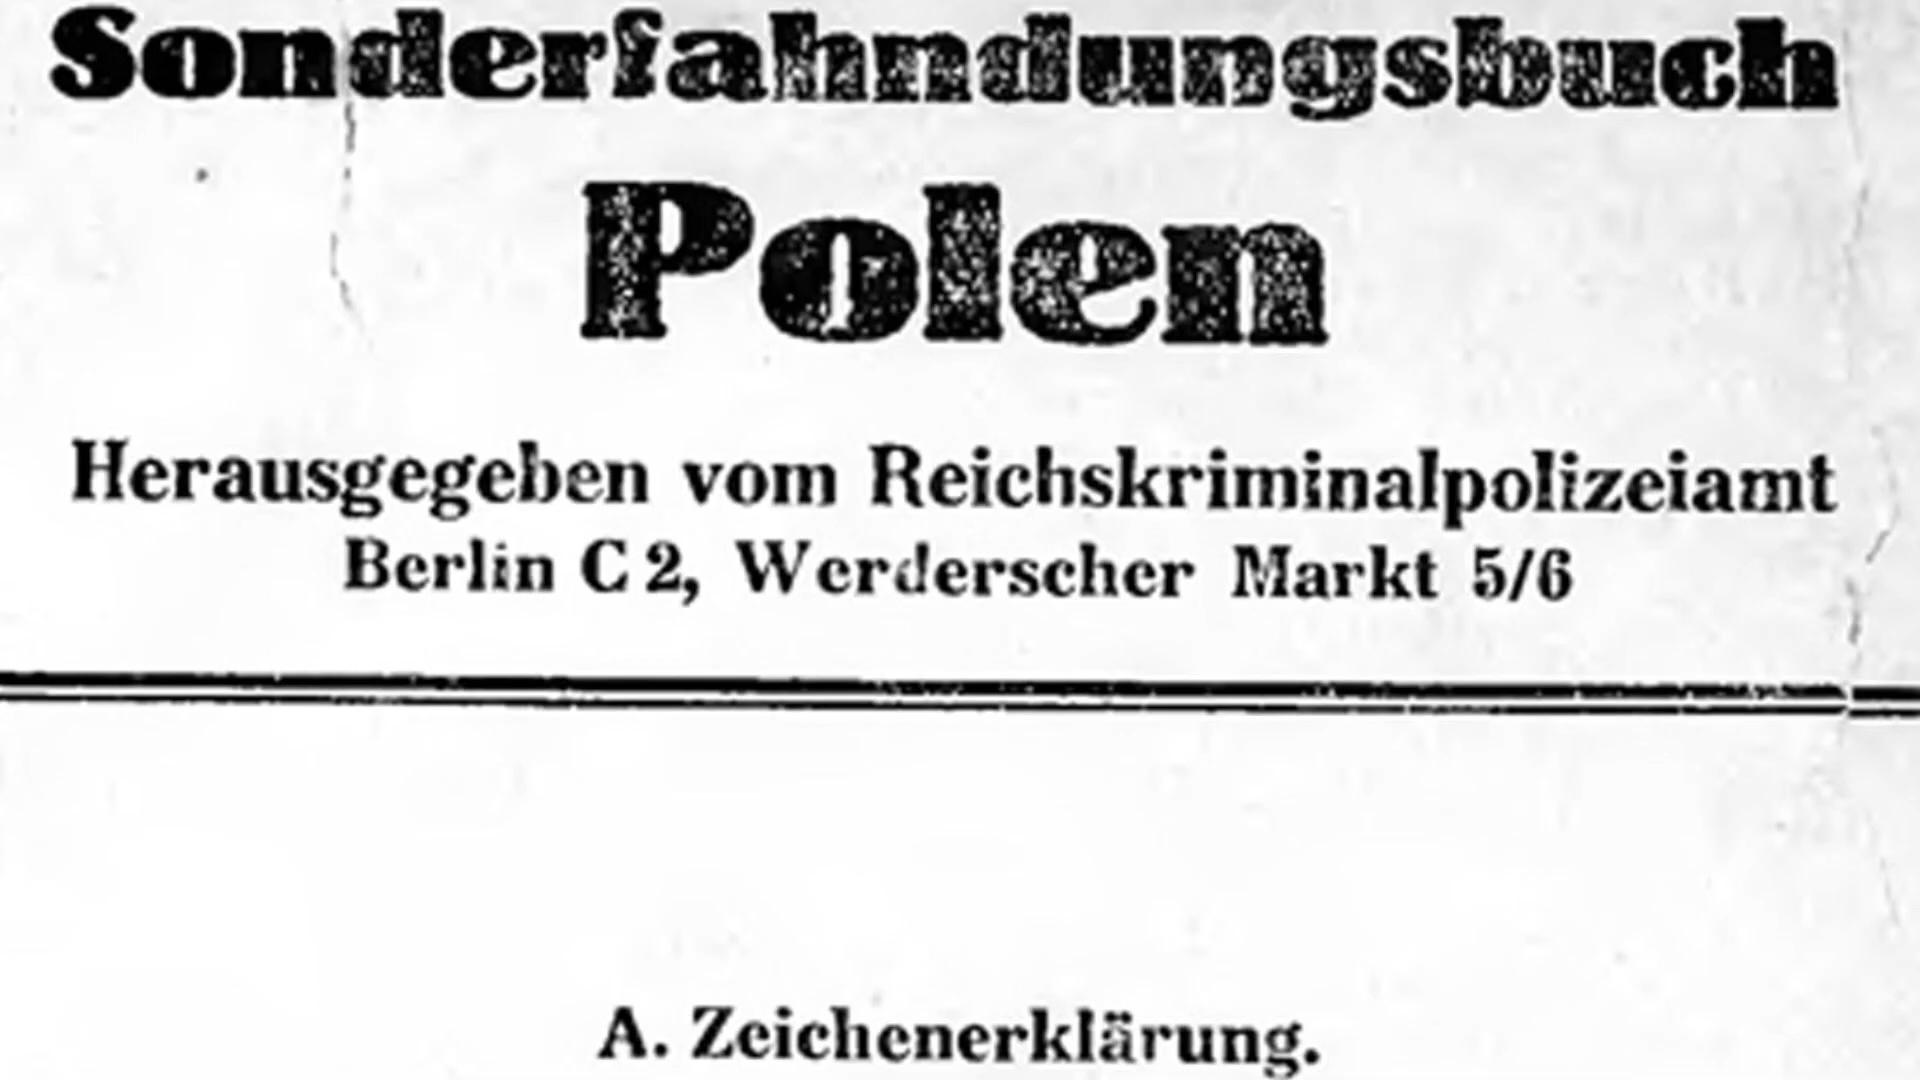 Sonderfahndungsbuch
Polen
Herausgegeben vom Reichskriminalpolizeiamt
Berlin C 2, Werderscher Markt 5/6
A. Zeichenerklärung.